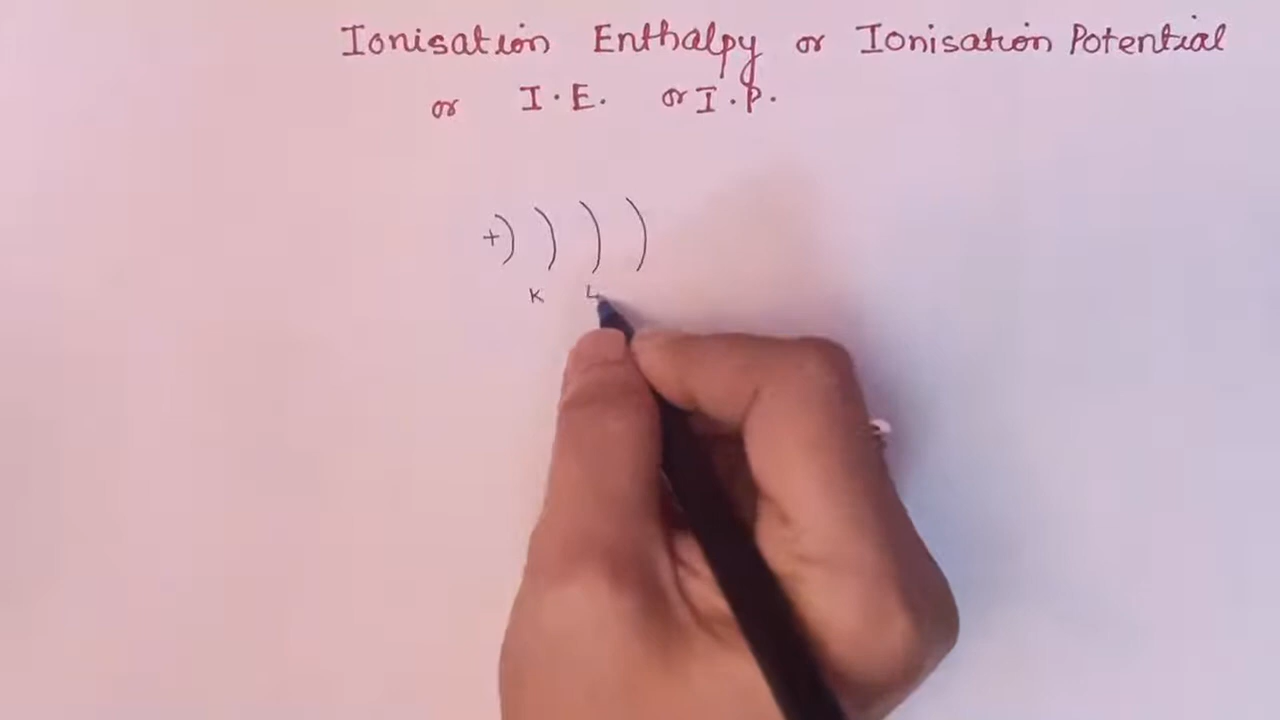 Ionisation Enthalpy or Ionisation Potential
or I.E. or I.P.
+) ) ) )
K L